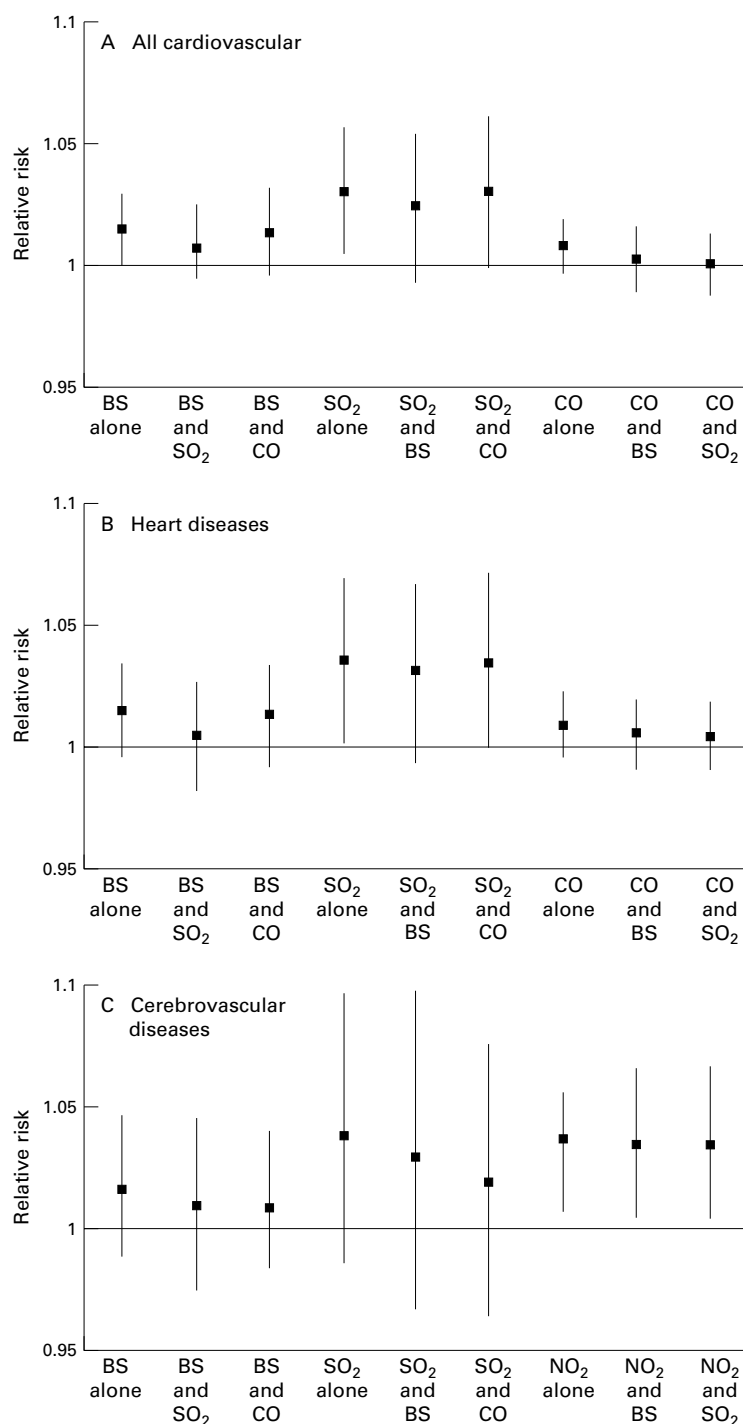 A All cardiovascular
Relative risk
1.1
1.05
1
0.95
BS alone
BS and SO₂
BS and CO
SO₂ alone
SO₂ and BS
SO₂ and CO
CO alone
CO and BS
CO and SO₂
B Heart diseases
Relative risk
1.1
1.05
1
0.95
BS alone
BS and SO₂
BS and CO
SO₂ alone
SO₂ and BS
SO₂ and CO
CO alone
CO and BS
CO and SO₂
C Cerebrovascular
diseases
Relative risk
1.1
1.05
1
0.95
BS alone
BS and SO₂
BS and CO
SO₂ alone
SO₂ and BS
SO₂ and CO
NO₂ alone
NO₂ and BS
NO₂ and SO₂